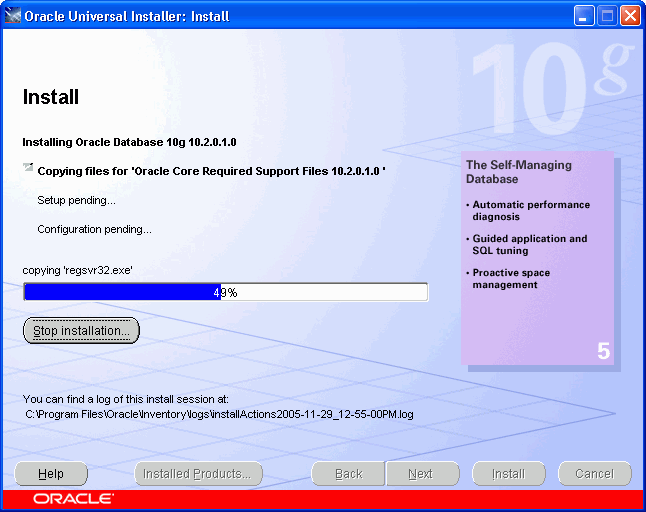 Oracle Universal Installer: Install
10g
Install
Installing Oracle Database 10g 10.2.0.1.0
Copying files for 'Oracle Core Required Support Files 10.2.0.1.0 '
Setup pending...
Configuration pending...
copying 'regsvr32.exe'
49%
Stop installation...
The Self-Managing
Database
• Automatic performance
diagnosis
• Guided application and
SQL tuning
• Proactive space
management
5
You can find a log of this install session at:
C:\Program Files\Oracle\Inventory\logs\installActions2005-11-29_12-55-00PM.log
Help Installed Products... Back Next Install Cancel
ORACLE